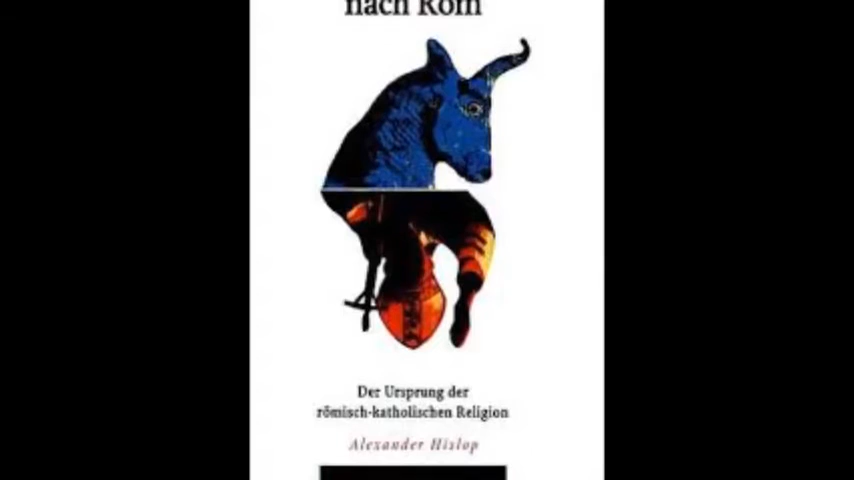 nach Rom
Der Ursprung der
römisch-katholischen Religion
Alexander Hislop